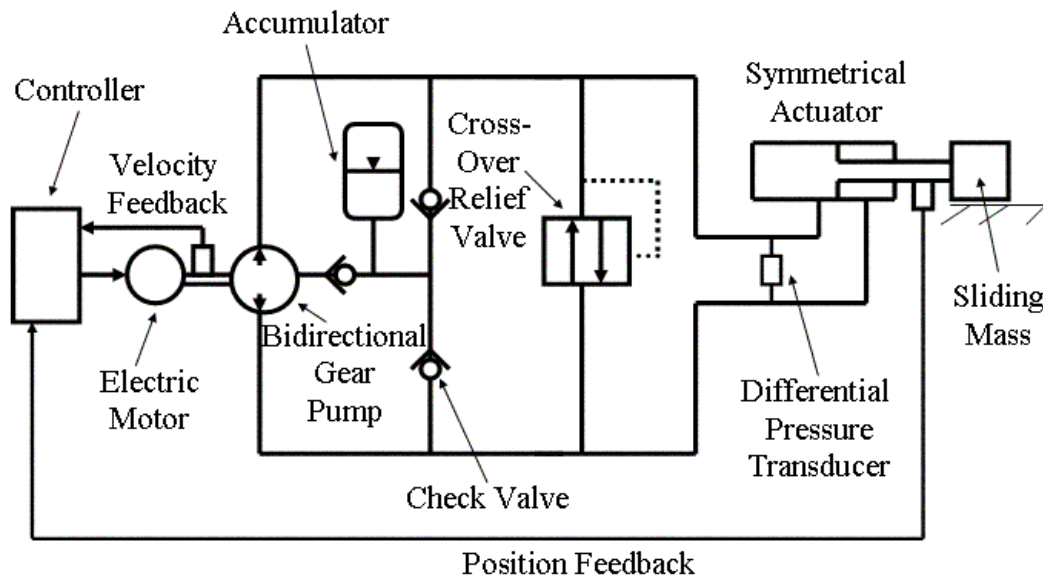 Accumulator
Controller
Symmetrical
Actuator
Cross-
Over
Relief
Valve
Velocity
Feedback
Bidirectional
Gear
Pump
Electric
Motor
Sliding
Mass
Differential
Pressure
Transducer
Check Valve
Position Feedback